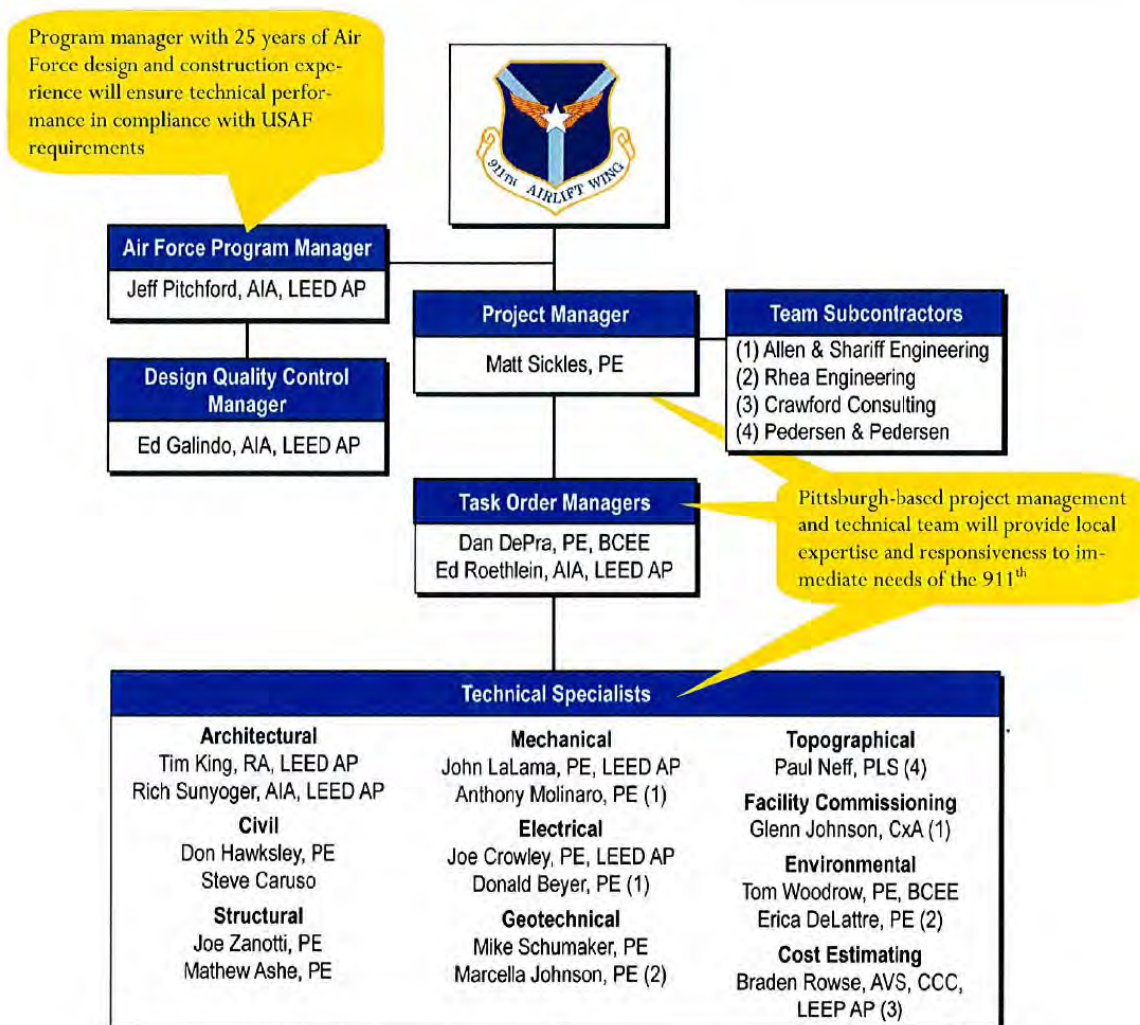 Program manager with 25 years of Air
Force design and construction expe-
rience will ensure technical perfor-
mance in compliance with USAF
requirements
911TH AIRLIFT WING
Air Force Program Manager
Jeff Pitchford, AIA, LEED AP
Design Quality Control
Manager
Ed Galindo, AIA, LEED AP
Project Manager
Matt Sickles, PE
Team Subcontractors
(1) Allen & Shariff Engineering
(2) Rhea Engineering
(3) Crawford Consulting
(4) Pedersen & Pedersen
Task Order Managers
Dan DePra, PE, BCEE
Ed Roethlein, AIA, LEED AP
Pittsburgh-based project management
and technical team will provide local
expertise and responsiveness to im-
mediate needs of the 911th
Technical Specialists
Architectural
Tim King, RA, LEED AP
Rich Sunyoger, AIA, LEED AP
Civil
Don Hawksley, PE
Steve Caruso
Structural
Joe Zanotti, PE
Mathew Ashe, PE
Mechanical
John LaLama, PE, LEED AP
Anthony Molinaro, PE (1)
Electrical
Joe Crowley, PE, LEED AP
Donald Beyer, PE (1)
Geotechnical
Mike Schumaker, PE
Marcella Johnson, PE (2)
Topographical
Paul Neff, PLS (4)
Facility Commissioning
Glenn Johnson, CxA (1)
Environmental
Tom Woodrow, PE, BCEE
Erica DeLattre, PE (2)
Cost Estimating
Braden Rowse, AVS, CCC,
LEEP AP (3)